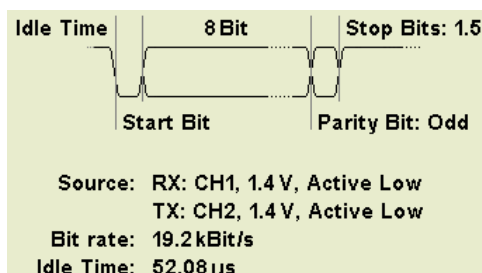 Idle Time 8 Bit Stop Bits: 1.5
Start Bit Parity Bit: Odd
Source: RX: CH1, 1.4 V, Active Low
TX: CH2, 1.4 V, Active Low
Bit rate: 19.2 kBit/s
Idle Time: 52.08 µs